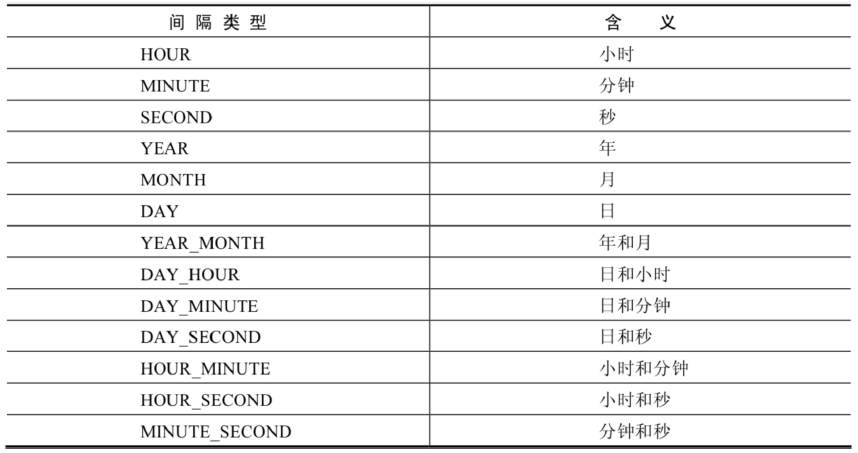 间隔类型 含 义
HOUR 小时
MINUTE 分钟
SECOND 秒
YEAR 年
MONTH 月
DAY 日
YEAR_MONTH 年和月
DAY_HOUR 日和小时
DAY_MINUTE 日和分钟
DAY_SECOND 日和秒
HOUR_MINUTE 小时和分钟
HOUR_SECOND 小时和秒
MINUTE_SECOND 分钟和秒